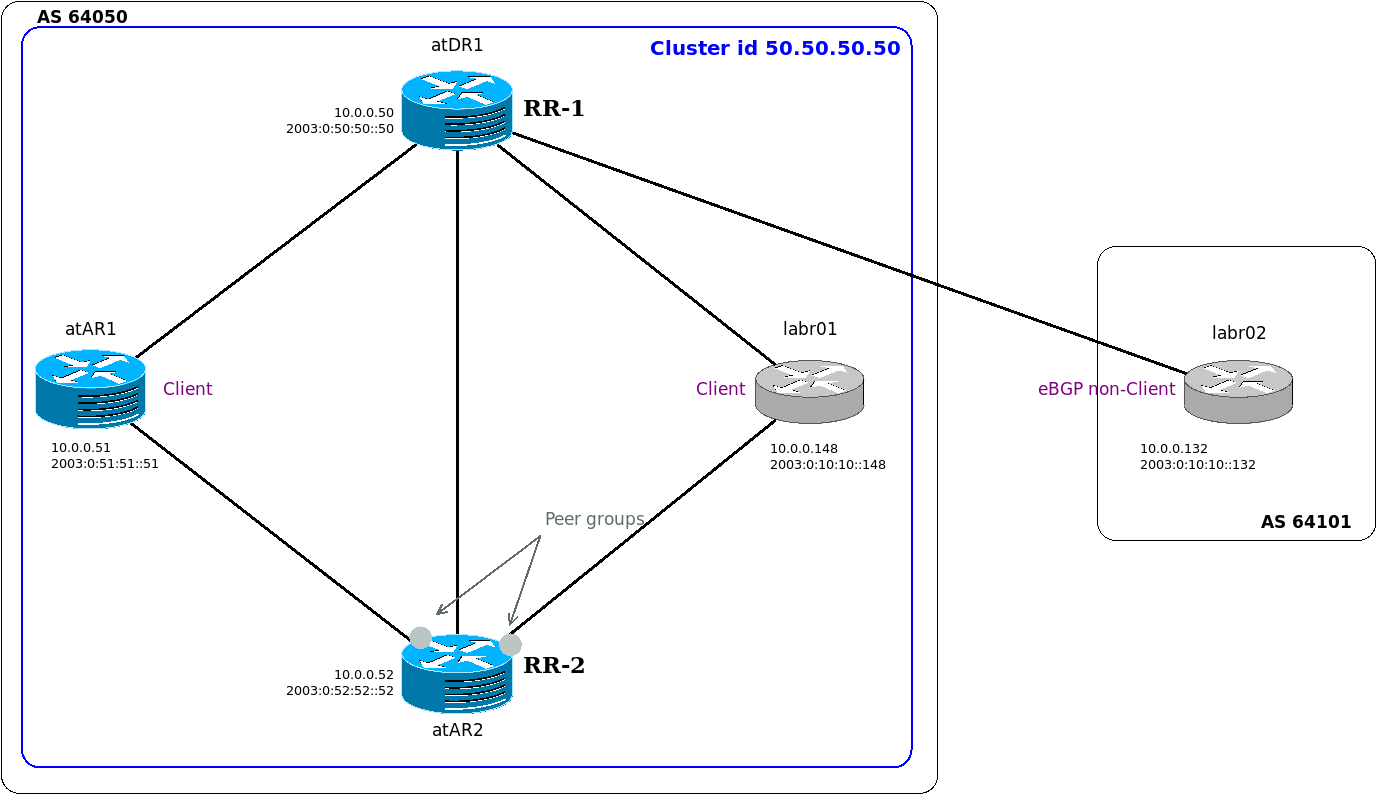 AS 64050
Cluster id 50.50.50.50
atDR1
RR-1
10.0.0.50
2003:0:50:50::50
atAR1
Client
10.0.0.51
2003:0:51:51::51
labr01
Client
10.0.0.148
2003:0:10:10::148
labr02
eBGP non-Client
10.0.0.132
2003:0:10:10::132
AS 64101
Peer groups
RR-2
10.0.0.52
2003:0:52:52::52
atAR2